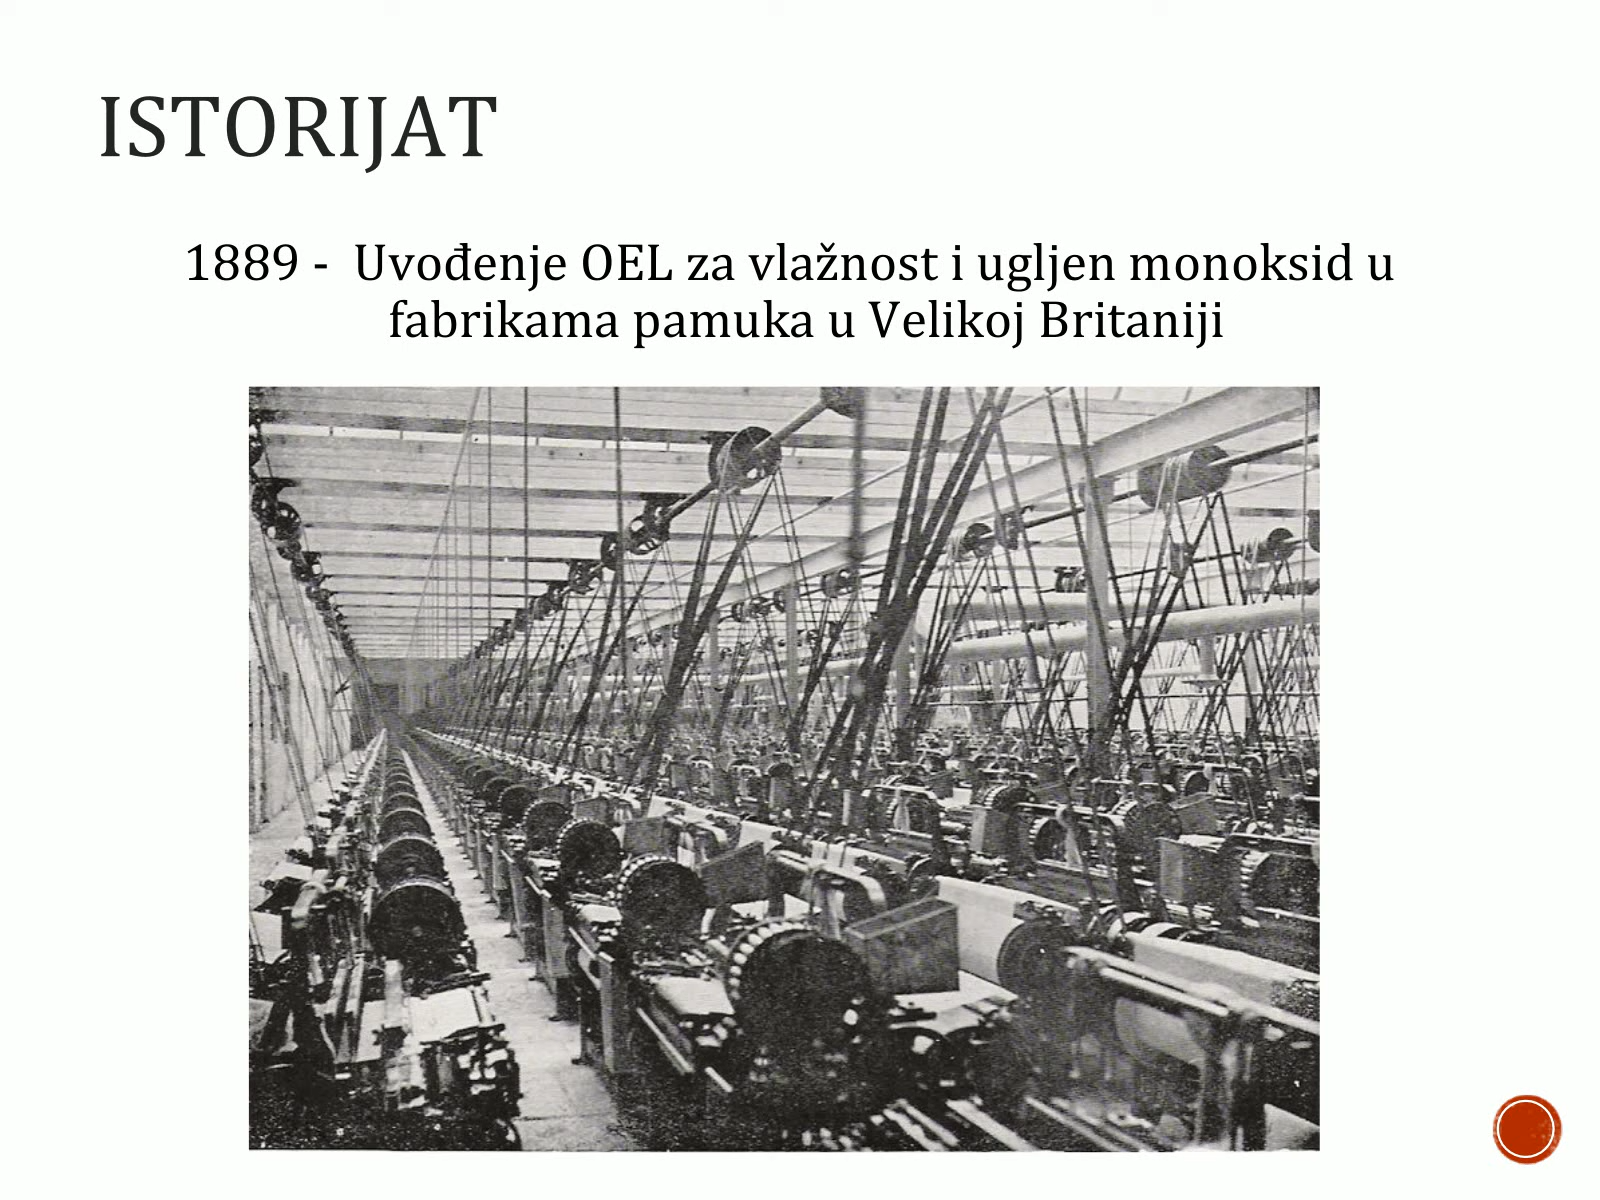 ISTORIJAT
1889 - Uvođenje OEL za vlažnost i ugljen monoksid u
fabrikama pamuka u Velikoj Britaniji